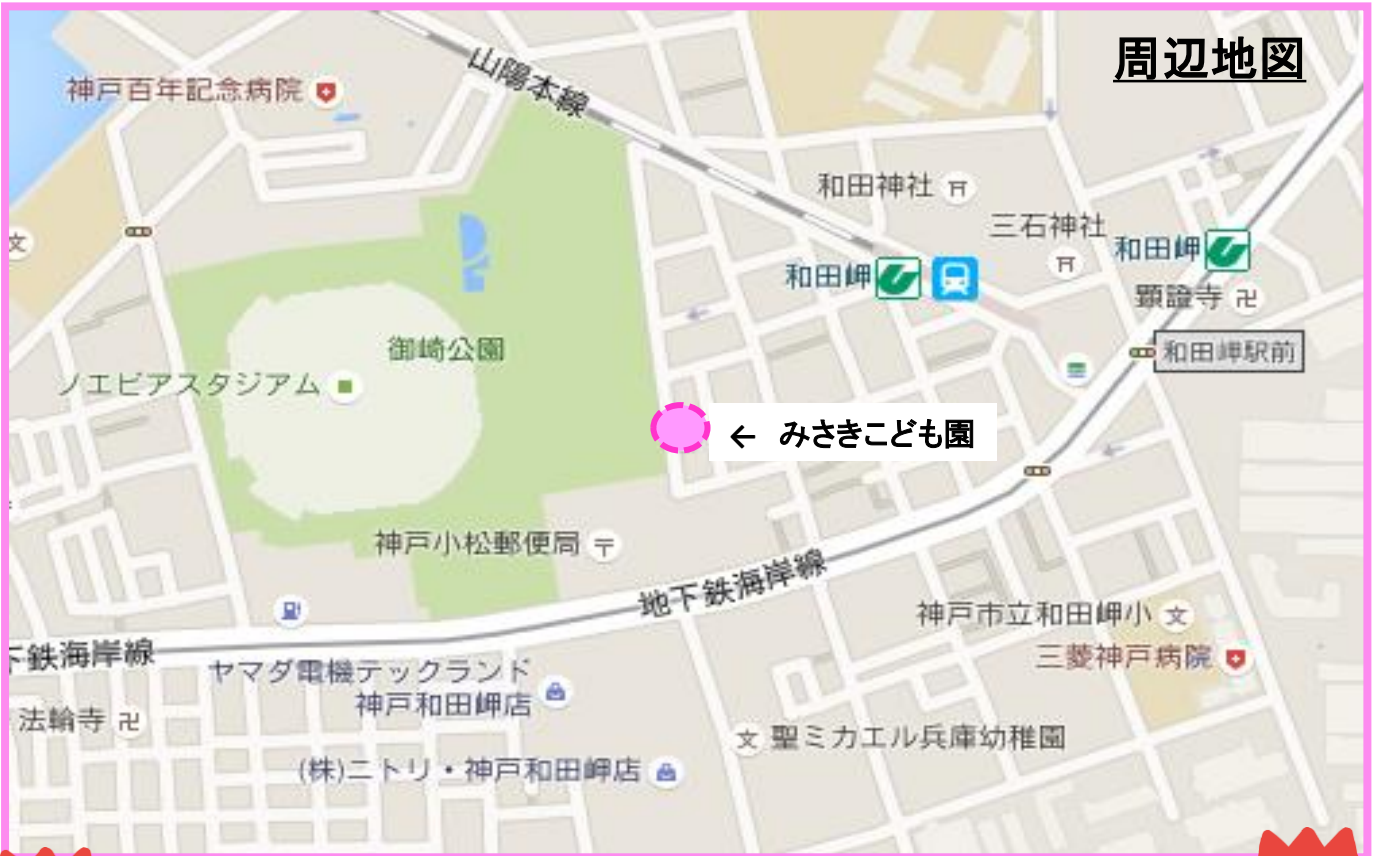 周辺地図
山陽本線
神戸百年記念病院
和田神社
三石神社
文
和田岬
和田岬
顕證寺
御崎公園
和田岬駅前
ノエビアスタジアム
← みさきこども園
神戸小松郵便局
地下鉄海岸線
神戸市立和田岬小 文
下鉄海岸線
三菱神戸病院
ヤマダ電機テックランド
神戸和田岬店
法輪寺
文 聖ミカエル兵庫幼稚園
(株)ニトリ・神戸和田岬店